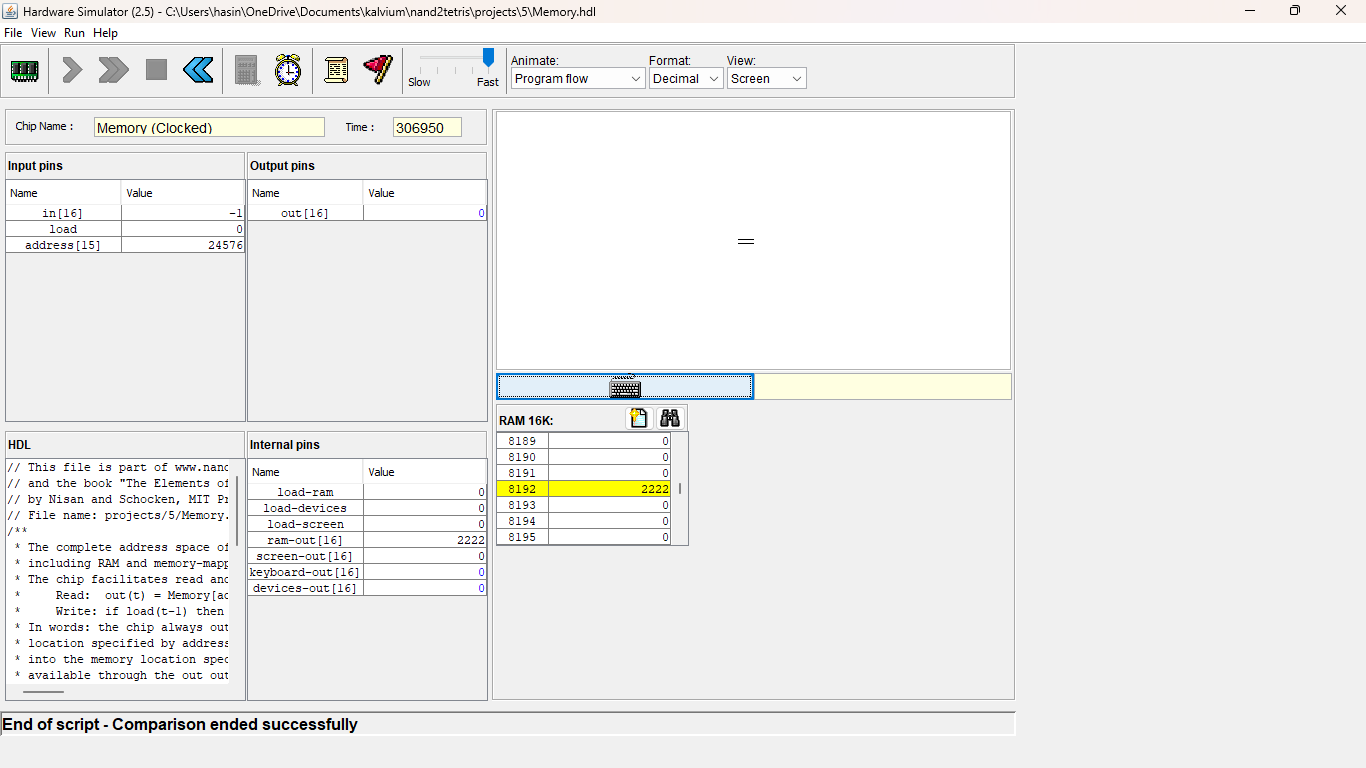 Hardware Simulator (2.5) - C:\Users\hasin\OneDrive\Documents\kalvium\nand2tetris\projects\5\Memory.hdl
File View Run Help
Slow Fast
Animate: Format: View:
Program flow Decimal Screen
Chip Name : Memory (Clocked) Time : 306950
Input pins
Name Value
in[16] -1
load 0
address[15] 24576
Output pins
Name Value
out[16] 0
HDL
// This file is part of www.nand
// and the book "The Elements of
// by Nisan and Schocken, MIT Pr
// File name: projects/5/Memory.
/**
* The complete address space of
* including RAM and memory-mapp
* The chip facilitates read and
* Read: out(t) = Memory[ad
* Write: if load(t-1) then
* In words: the chip always out
* location specified by address
* into the memory location spec
* available through the out out
Internal pins
Name Value
load-ram 0
load-devices 0
load-screen 0
ram-out[16] 2222
screen-out[16] 0
keyboard-out[16] 0
devices-out[16] 0
RAM 16K:
8189 0
8190 0
8191 0
8192 2222
8193 0
8194 0
8195 0
End of script - Comparison ended successfully